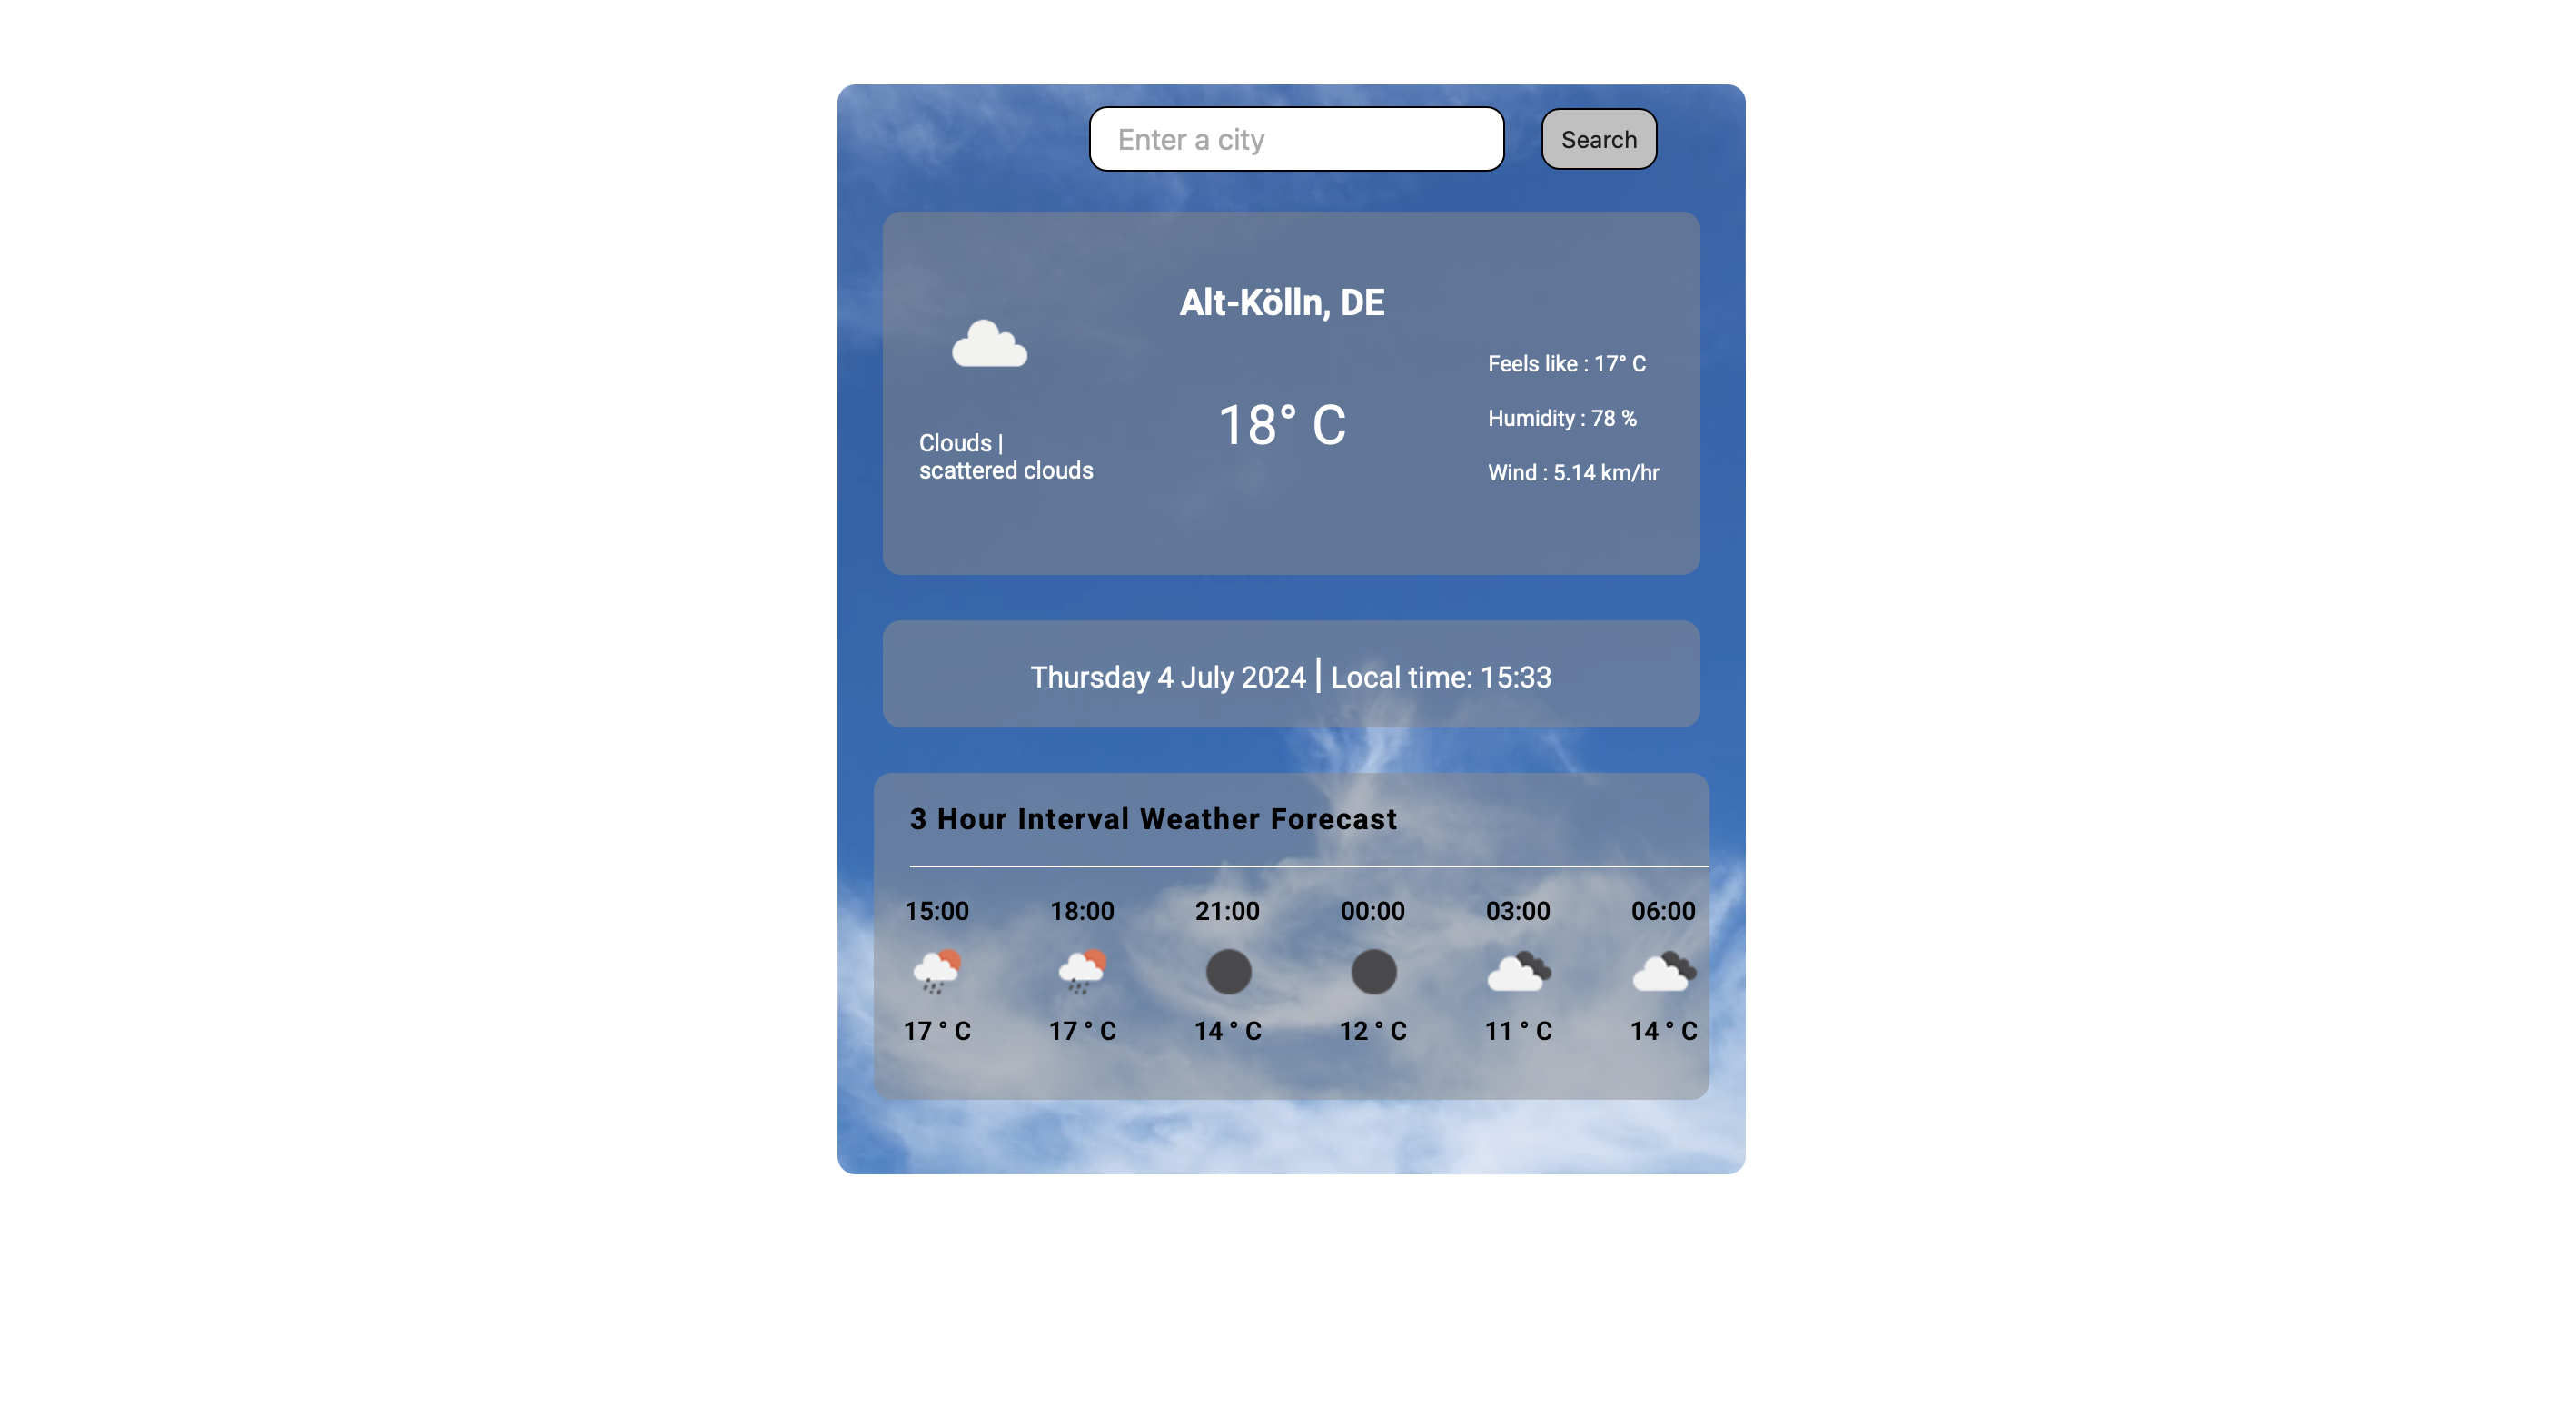 Enter a city
Search
Alt-Kölln, DE
18° C
Clouds |
scattered clouds
Feels like : 17° C
Humidity : 78 %
Wind : 5.14 km/hr
Thursday 4 July 2024 | Local time: 15:33
3 Hour Interval Weather Forecast
15:00 18:00 21:00 00:00 03:00 06:00
17 ° C 17 ° C 14 ° C 12 ° C 11 ° C 14 ° C